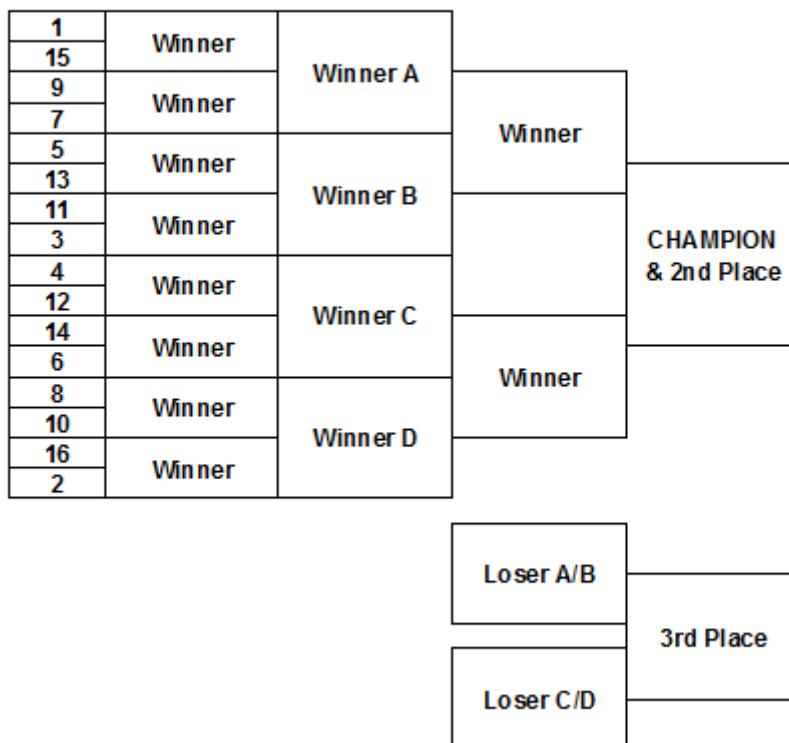 1
15
Winner
9
7
Winner
Winner A
5
13
Winner
11
3
Winner
Winner B
Winner
4
12
Winner
14
6
Winner
Winner C
8
10
Winner
16
2
Winner
Winner D
Winner
CHAMPION
& 2nd Place
Loser A/B
Loser C/D
3rd Place